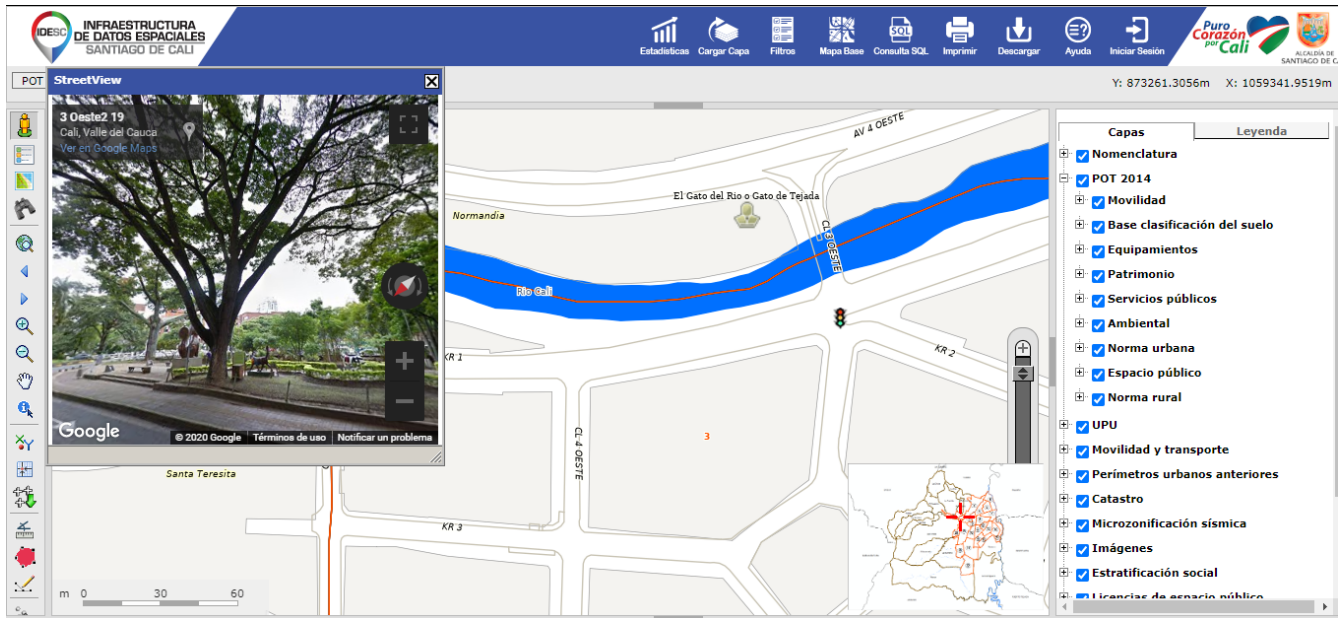 IDESC
INFRAESTRUCTURA
DE DATOS ESPACIALES
SANTIAGO DE CALI
Estadísticas
Cargar Capa
Filtros
Mapa Base
SQL
Consulta SQL
Imprimir
Descargar
Ayuda
Iniciar Sesión
Puro
Corazón
por Cali
ALCALDÍA DE
SANTIAGO DE C
POT
StreetView
Y: 873261.3056m X: 1059341.9519m
3 Oeste2 19
Cali, Valle del Cauca
Ver en Google Maps
Google
© 2020 Google
Términos de uso
Notificar un problema
AV 4 OESTE
El Gato del Rio o Gato de Tejada
Normandia
CL 3 OESTE
Rio Cali
KR 1
KR 2
CL 4 OESTE
3
Santa Teresita
KR 3
m 0 30 60
Capas
Leyenda
Nomenclatura
POT 2014
Movilidad
Base clasificación del suelo
Equipamientos
Patrimonio
Servicios públicos
Ambiental
Norma urbana
Espacio público
Norma rural
UPU
Movilidad y transporte
Perímetros urbanos anteriores
Catastro
Microzonificación sísmica
Imágenes
Estratificación social
Licencias de espacio público